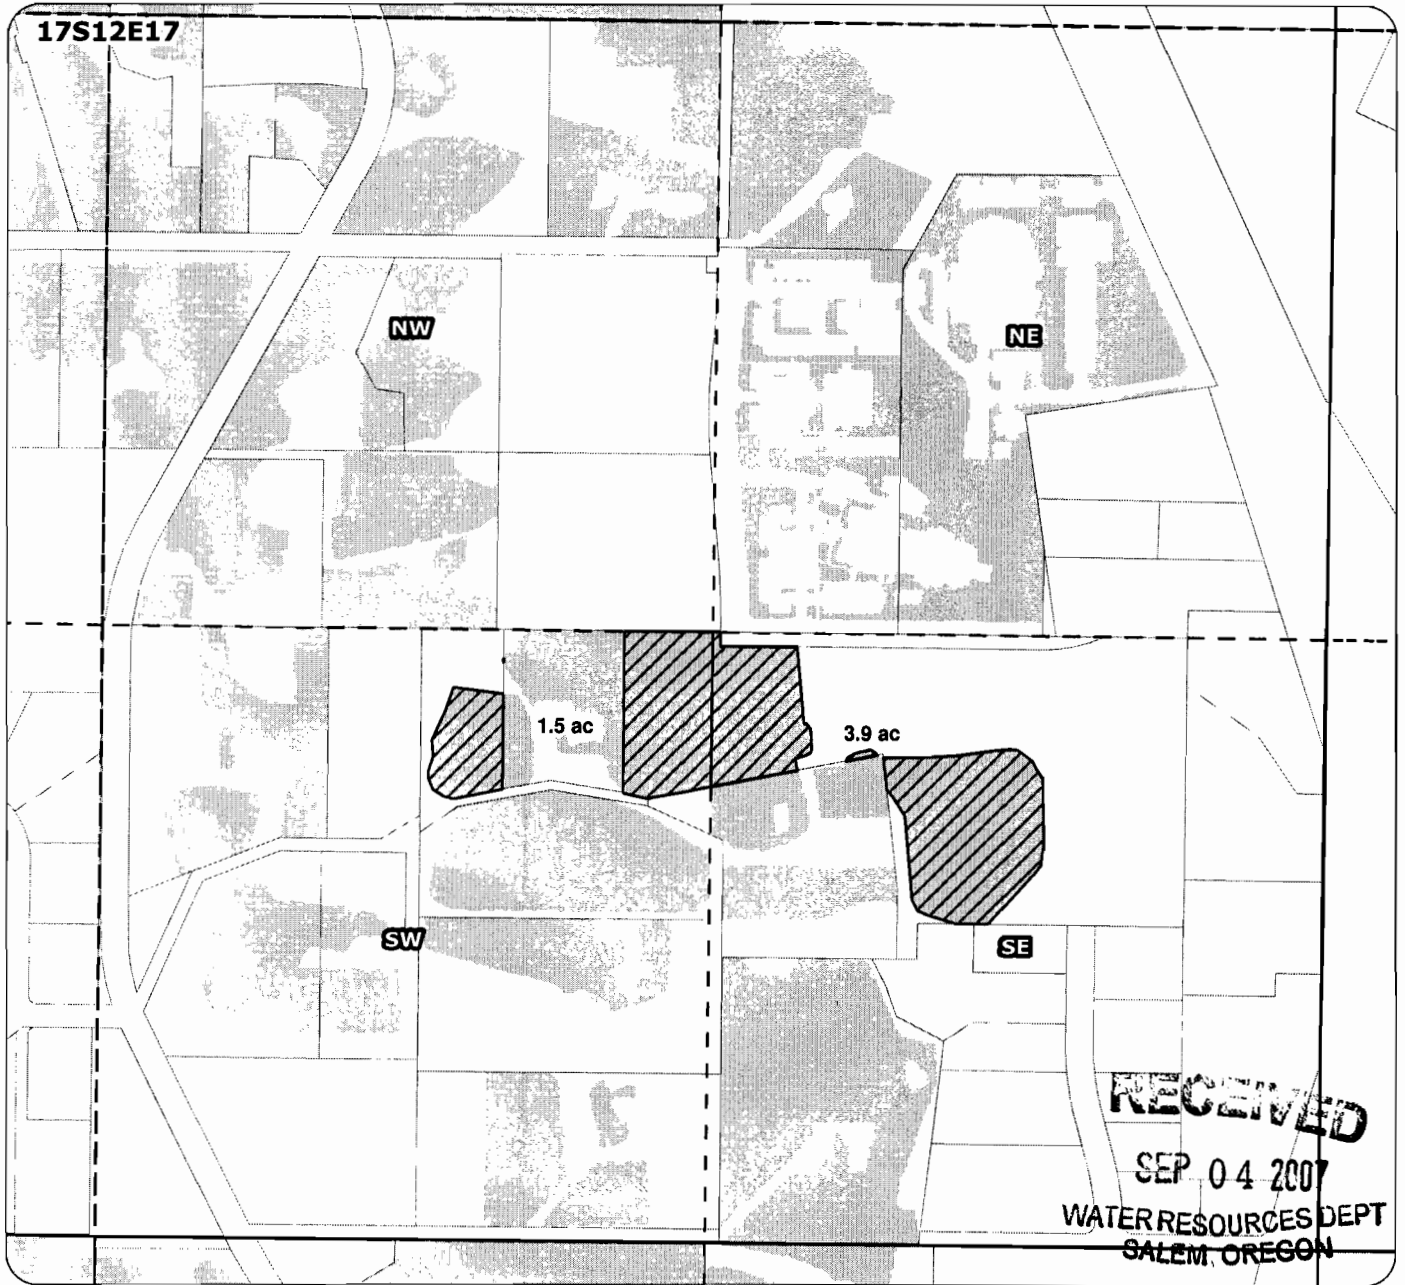 17S12E17
NW
NE
1.5 ac
3.9 ac
SW
SE
RECEIVED
SEP 04 2007
WATER RESOURCES DEPT
SALEM, OREGON